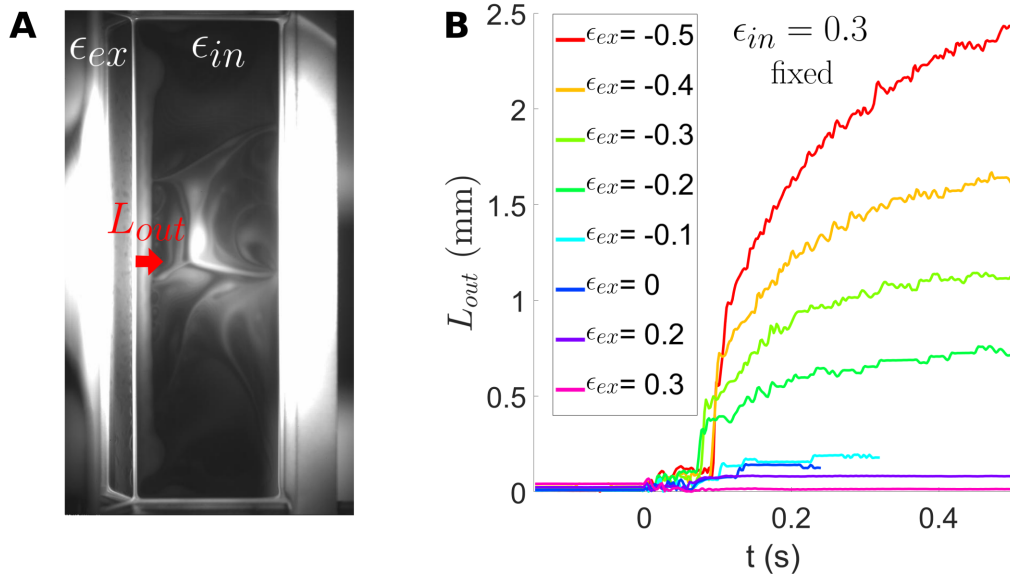 A
ϵex
ϵin
Lout
B
ϵex= -0.5
ϵex= -0.4
ϵex= -0.3
ϵex= -0.2
ϵex= -0.1
ϵex= 0
ϵex= 0.2
ϵex= 0.3
ϵin = 0.3
fixed
2.5
2
1.5
1
0.5
0
Lout (mm)
0
0.2
0.4
t (s)